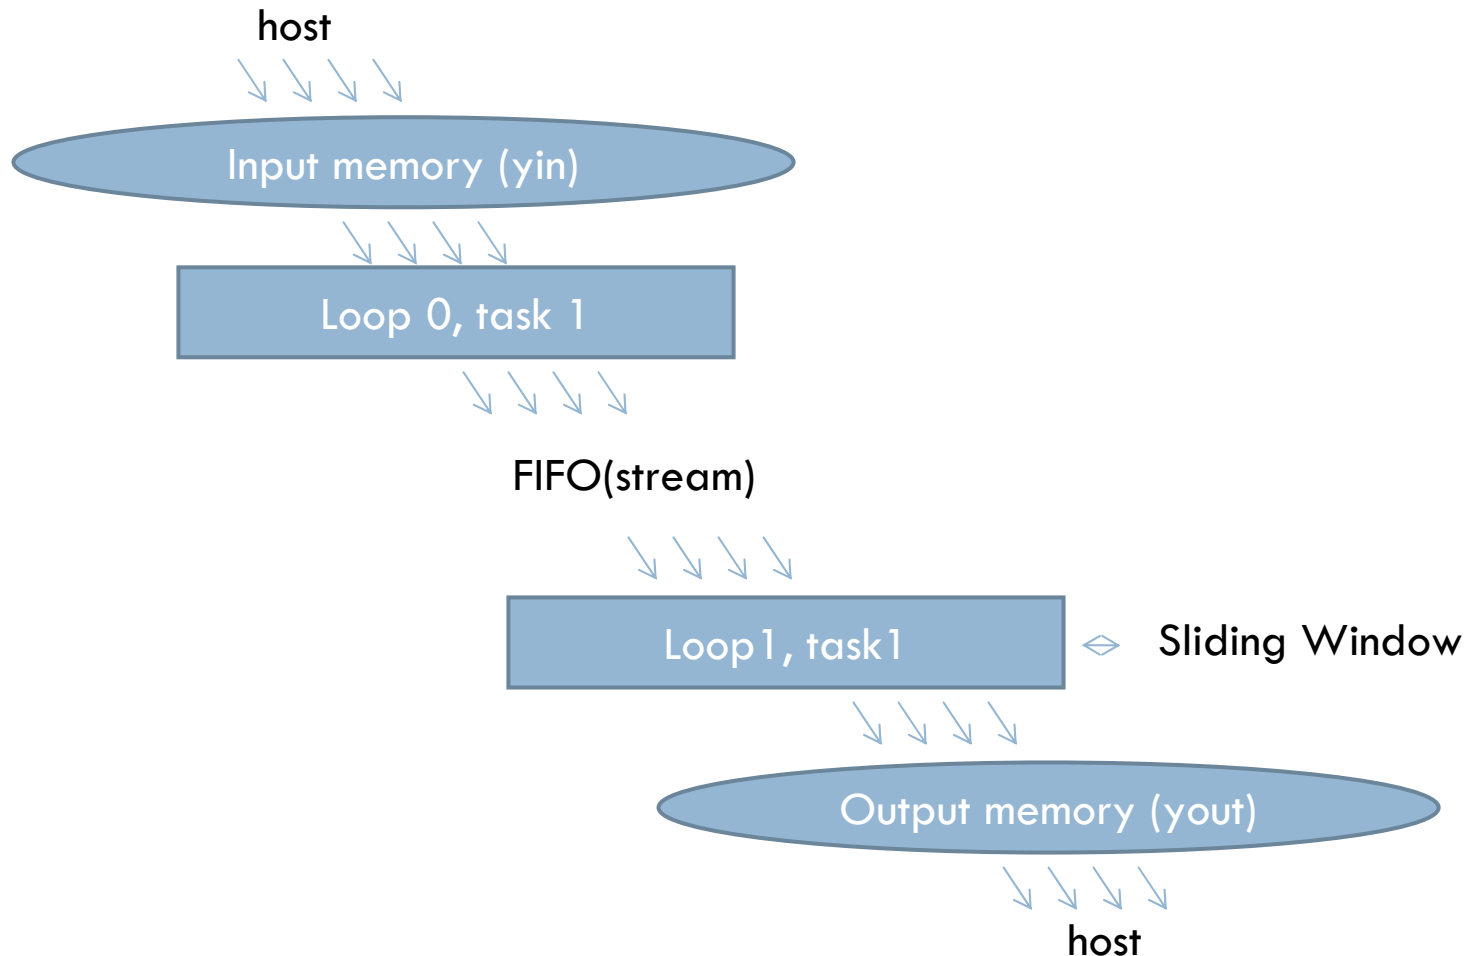 host
Input memory (yin)
Loop 0, task 1
FIFO(stream)
Loop1, task1
Sliding Window
Output memory (yout)
host